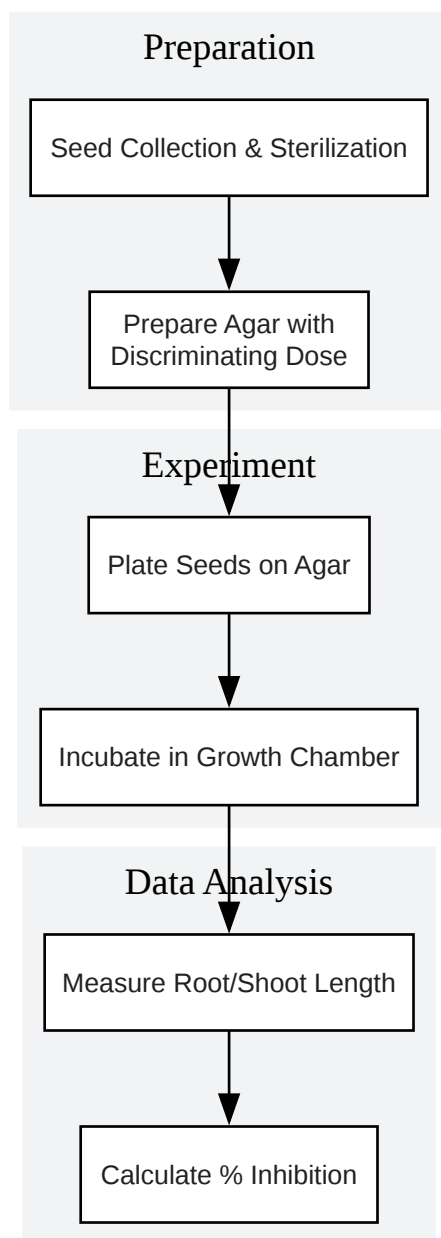 Preparation
Seed Collection & Sterilization
Prepare Agar with
Discriminating Dose
Experiment
Plate Seeds on Agar
Incubate in Growth Chamber
Data Analysis
Measure Root/Shoot Length
Calculate % Inhibition